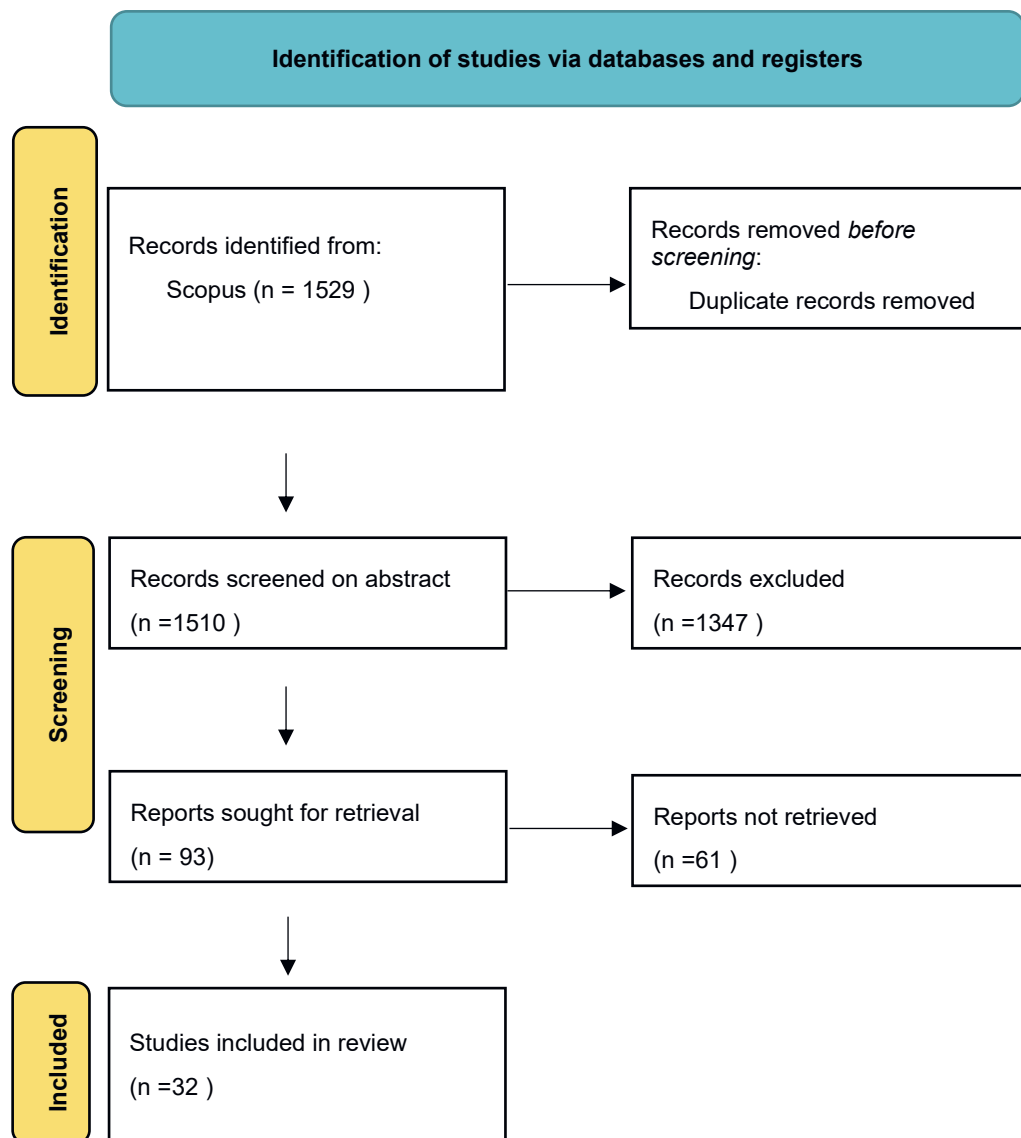 Identification of studies via databases and registers
Identification
Records identified from:
Scopus (n = 1529 )
Records removed before
screening:
Duplicate records removed
Screening
Records screened on abstract
(n =1510 )
Records excluded
(n =1347 )
Reports sought for retrieval
(n = 93)
Reports not retrieved
(n =61 )
Included
Studies included in review
(n =32 )